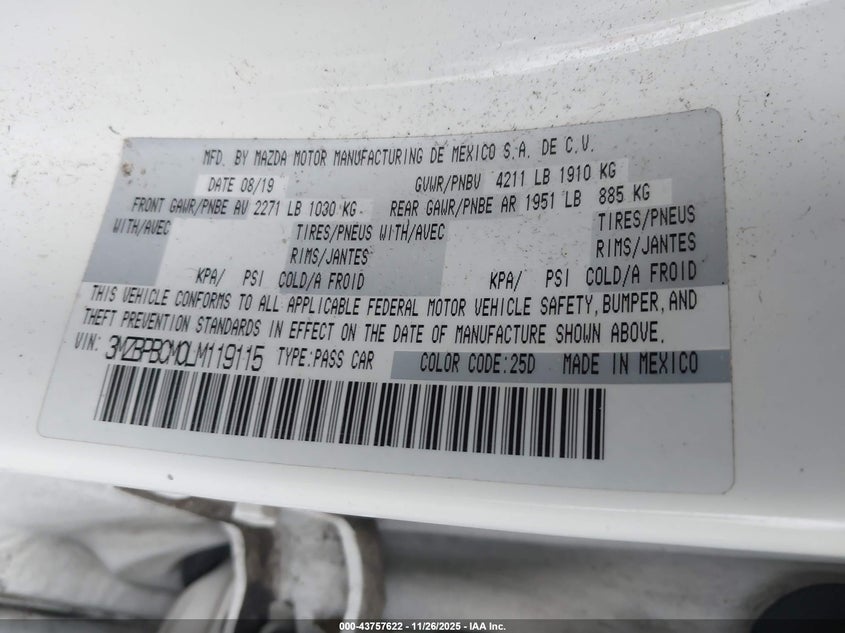 MFD. BY MAZDA MOTOR MANUFACTURING DE MEXICO S.A. DE C.V.
DATE 08/19 GVWR/PNBV 4211 LB 1910 KG
FRONT GAWR/PNBE AV 2271 LB 1030 KG REAR GAWR/PNBE AR 1951 LB 885 KG
WITH/AVEC TIRES/PNEUS WITH/AVEC TIRES/PNEUS
RIMS/JANTES RIMS/JANTES
KPA/ PSI COLD/A FROID KPA/ PSI COLD/A FROID
THIS VEHICLE CONFORMS TO ALL APPLICABLE FEDERAL MOTOR VEHICLE SAFETY, BUMPER, AND
THEFT PREVENTION STANDARDS IN EFFECT ON THE DATE OF MANUFACTURE SHOWN ABOVE.
VIN: 3MZBPBCM0LM119115 TYPE:PASS CAR COLOR CODE:25D MADE IN MEXICO
000-43757622 - 11/26/2025 - IAA Inc.